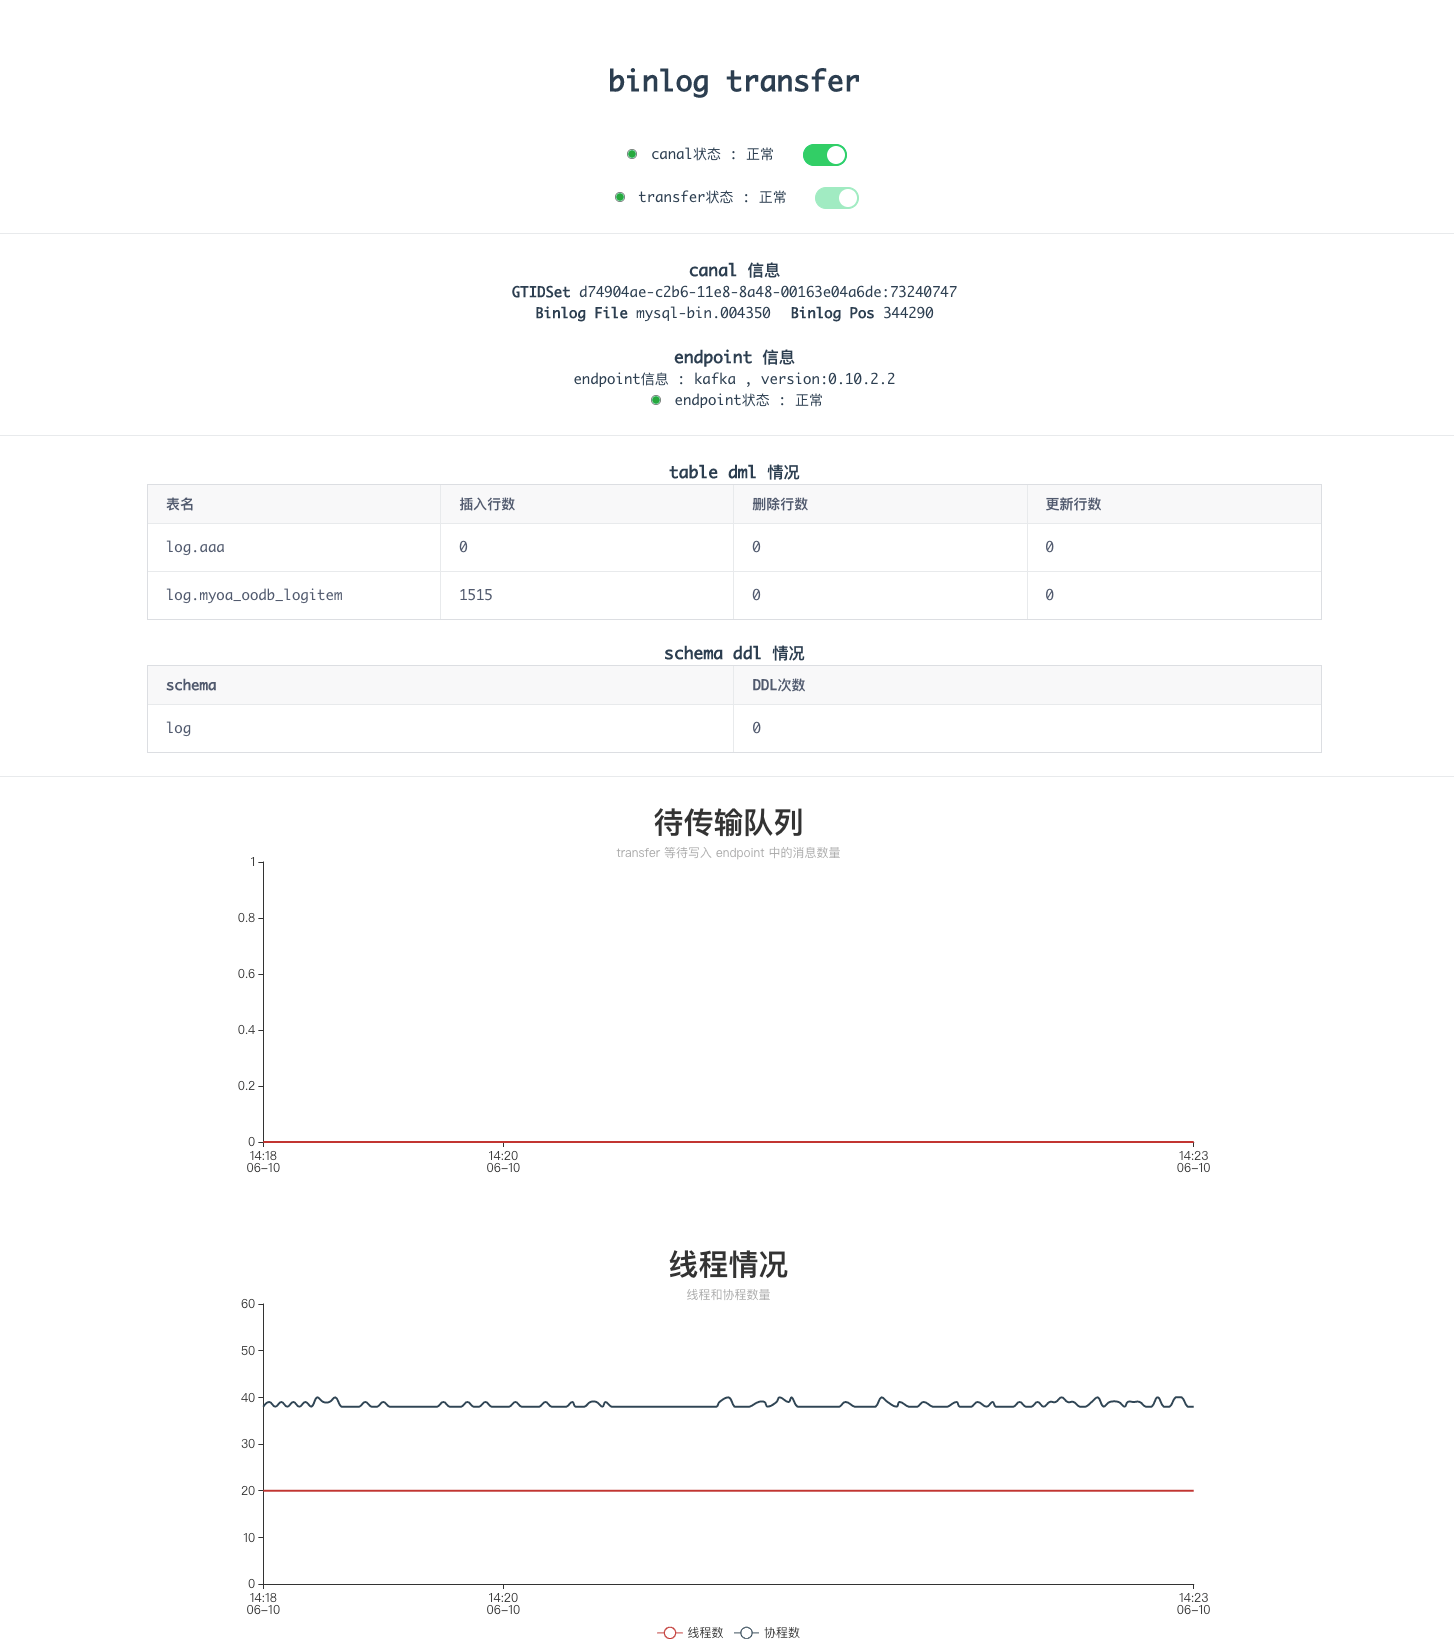 binlog transfer
canal状态 : 正常
transfer状态 : 正常
canal 信息
GTIDSet d74904ae-c2b6-11e8-8a48-00163e04a6de:73240747
Binlog File mysql-bin.004350 Binlog Pos 344290
endpoint 信息
endpoint信息 : kafka , version:0.10.2.2
endpoint状态 : 正常
table dml 情况
表名 插入行数 删除行数 更新行数
log.aaa 0 0 0
log.myoa_oodb_logitem 1515 0 0
schema ddl 情况
schema DDL次数
log 0
待传输队列
transfer 等待写入 endpoint 中的消息数量
1
0.8
0.6
0.4
0.2
0
14:18 14:20 14:23
06-10 06-10 06-10
线程情况
线程和协程数量
60
50
40
30
20
10
0
14:18 14:20 14:23
06-10 06-10 06-10
线程数 协程数